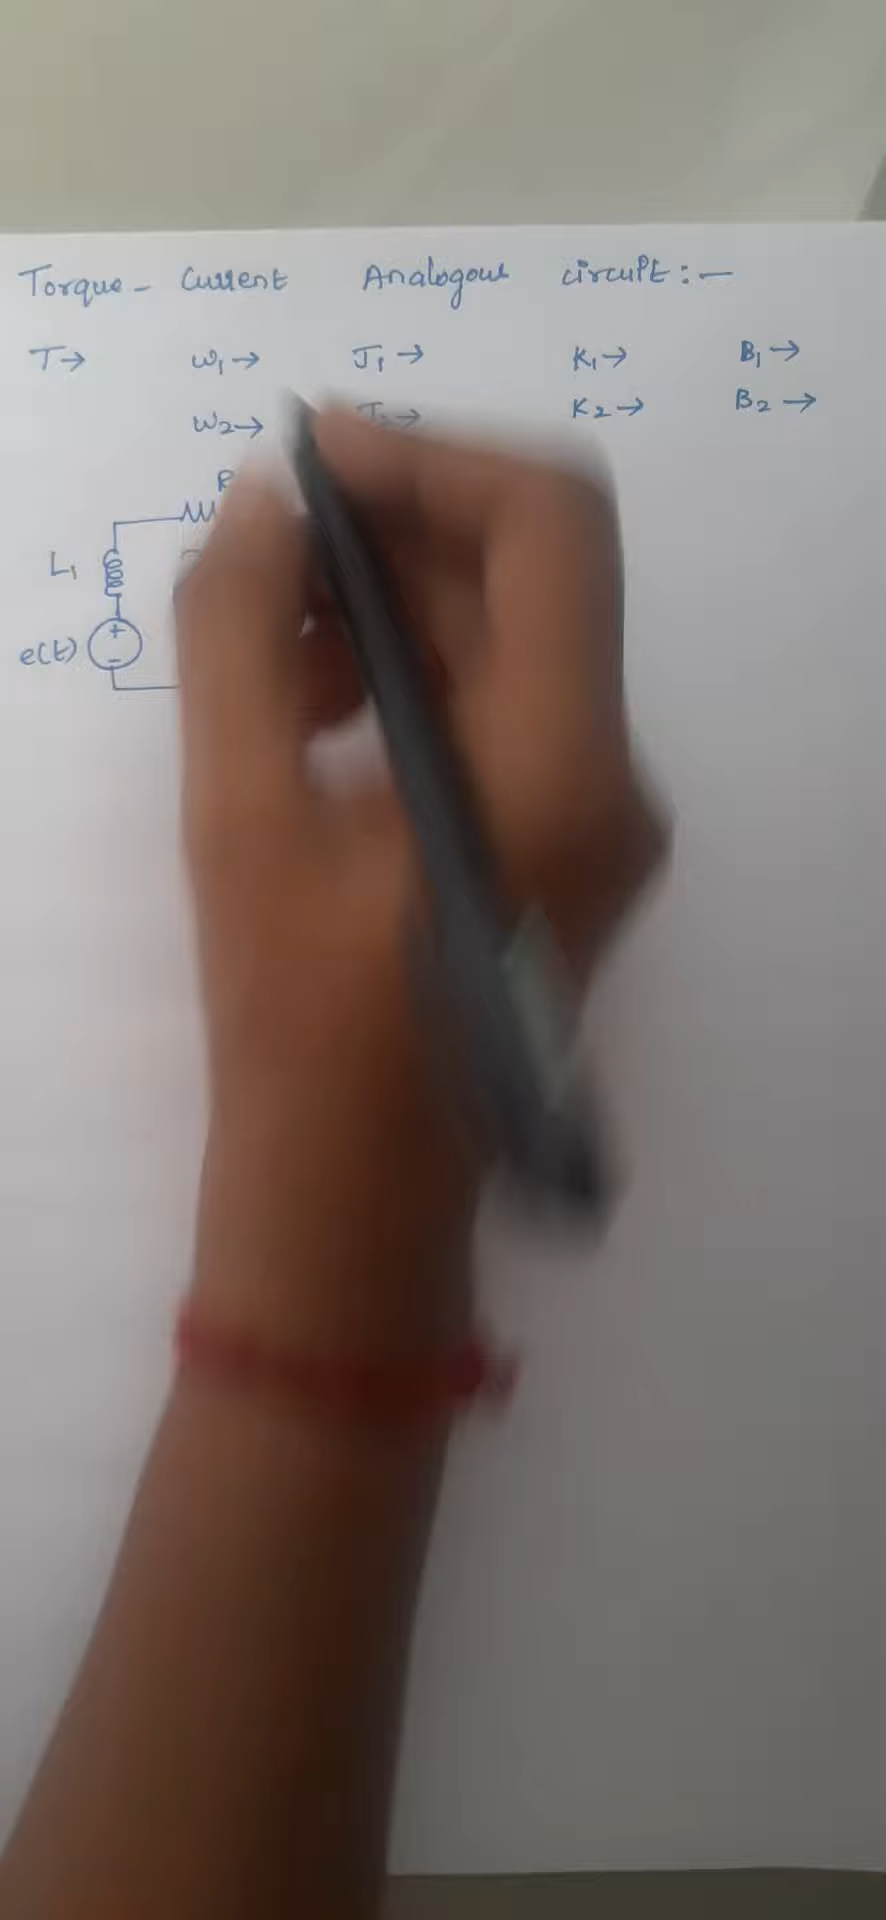 Torque - Current Analogous circuit :-
T→ ω₁→ J₁→ K₁→ B₁→
ω₂→ K₂→ B₂→
R
L₁
e(t) + -